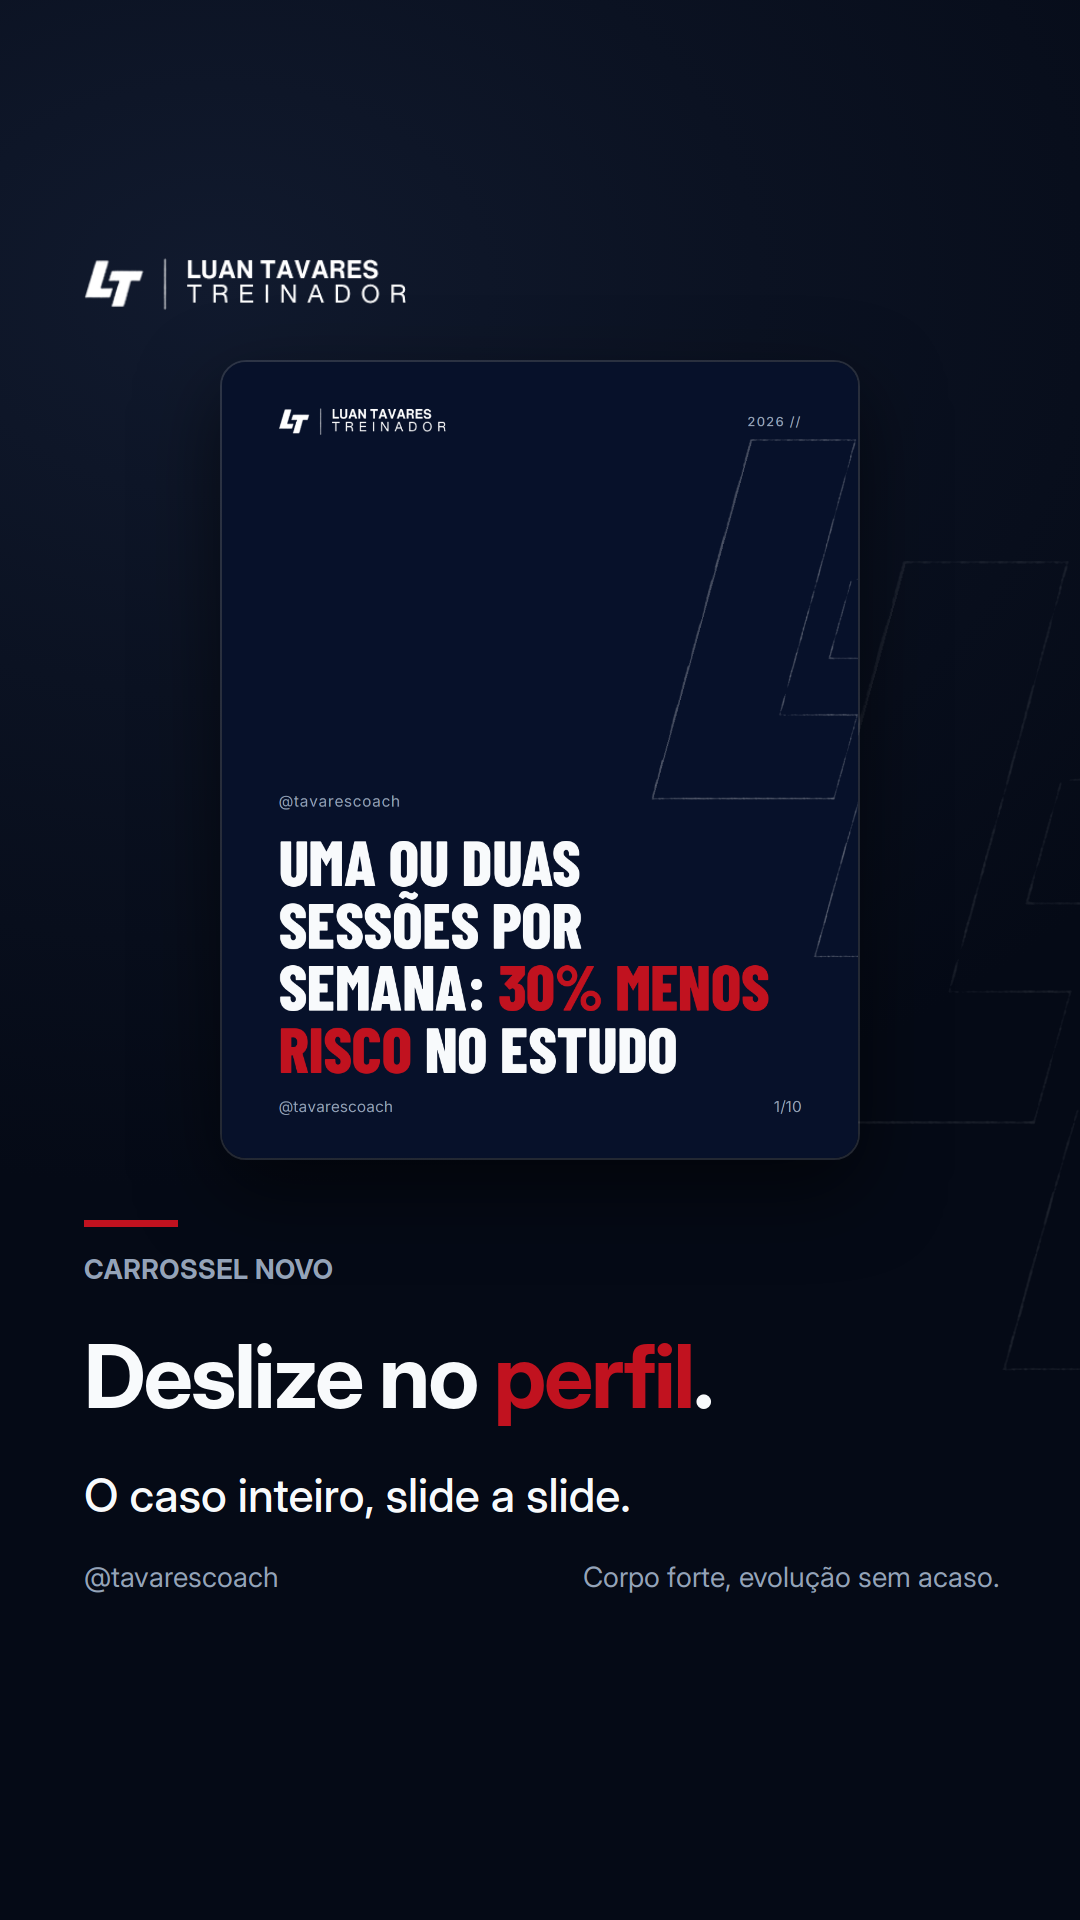 LT | LUAN TAVARES
TREINADOR
LT | LUAN TAVARES
TREINADOR
2026 //
@tavarescoach
UMA OU DUAS
SESSÕES POR
SEMANA: 30% MENOS
RISCO NO ESTUDO
@tavarescoach
1/10
CARROSSEL NOVO
Deslize no perfil.
O caso inteiro, slide a slide.
@tavarescoach
Corpo forte, evolução sem acaso.